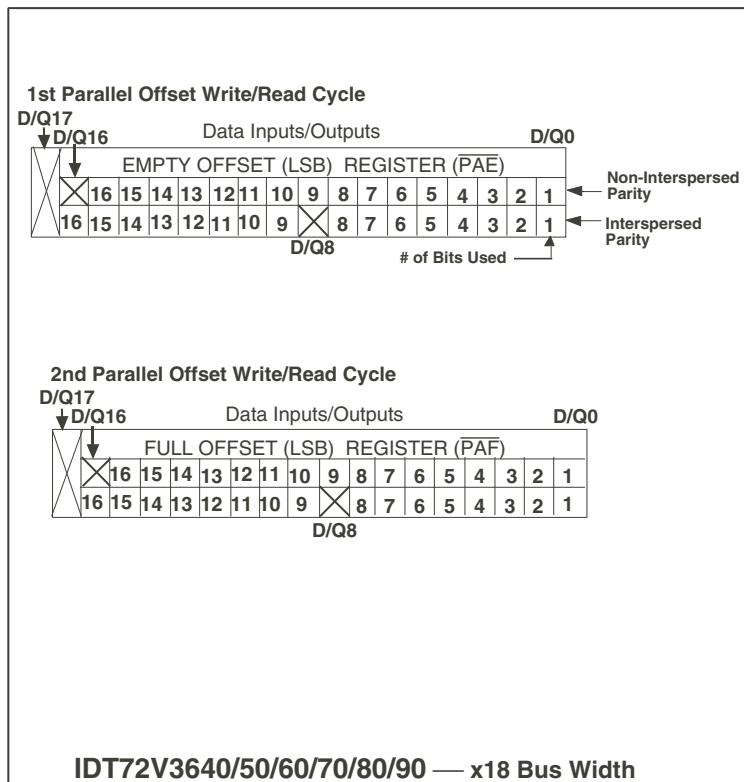 1st Parallel Offset Write/Read Cycle
D/Q17
D/Q16 Data Inputs/Outputs D/Q0
EMPTY OFFSET (LSB) REGISTER (PAE)
16 15 14 13 12 11 10 9 8 7 6 5 4 3 2 1 Non-Interspersed Parity
16 15 14 13 12 11 10 9 8 7 6 5 4 3 2 1 Interspersed Parity
D/Q8
# of Bits Used
2nd Parallel Offset Write/Read Cycle
D/Q17
D/Q16 Data Inputs/Outputs D/Q0
FULL OFFSET (LSB) REGISTER (PAF)
16 15 14 13 12 11 10 9 8 7 6 5 4 3 2 1
16 15 14 13 12 11 10 9 8 7 6 5 4 3 2 1
D/Q8
IDT72V3640/50/60/70/80/90 — x18 Bus Width